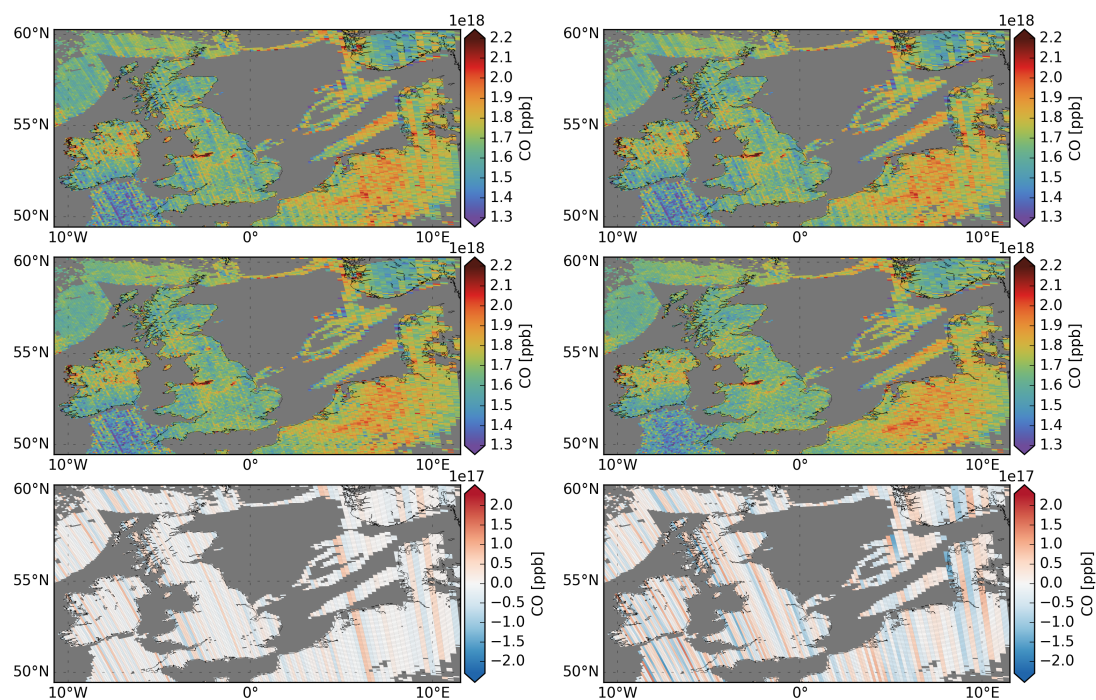 1e18 1e18
60°N 2.2 60°N 2.2
2.1 2.1
2.0 2.0
1.9 1.9
55°N 1.8 CO [ppb] 55°N 1.8 CO [ppb]
1.7 1.7
1.6 1.6
1.5 1.5
1.4 1.4
50°N 1.3 50°N 1.3
10°W 0° 10°E 10°W 0° 10°E
1e18 1e18
60°N 2.2 60°N 2.2
2.1 2.1
2.0 2.0
1.9 1.9
55°N 1.8 CO [ppb] 55°N 1.8 CO [ppb]
1.7 1.7
1.6 1.6
1.5 1.5
1.4 1.4
50°N 1.3 50°N 1.3
10°W 0° 10°E 10°W 0° 10°E
1e17 1e17
60°N 2.0 60°N 2.0
1.5 1.5
1.0 1.0
0.5 0.5
55°N 0.0 CO [ppb] 55°N 0.0 CO [ppb]
−0.5 −0.5
−1.0 −1.0
−1.5 −1.5
50°N −2.0 50°N −2.0
10°W 0° 10°E 10°W 0° 10°E